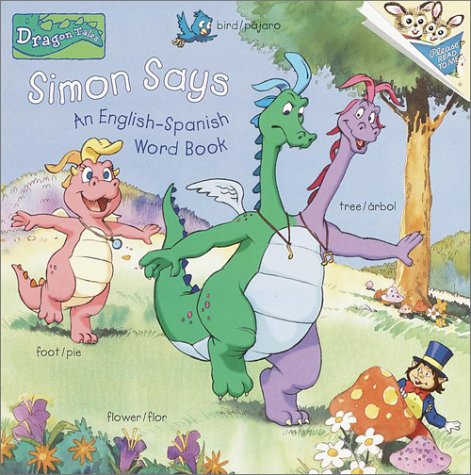 Dragon Tales
bird/pájaro
Please
READ
TO ME
Simon Says
An English-Spanish
Word Book
tree/árbol
foot/pie
flower/flor